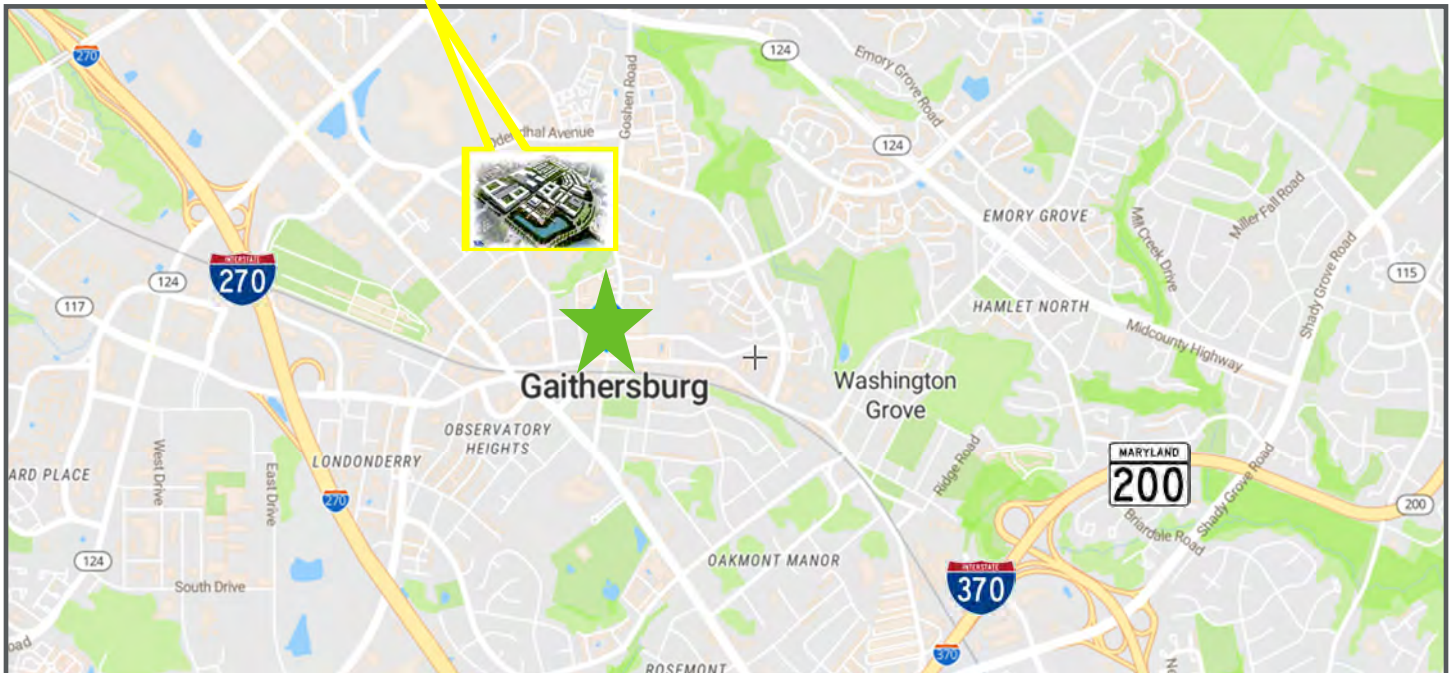 270
124
Emory Grove Road
Goshen Road
124
EMORY GROVE
Mill Creek Drive
Miller Fall Road
Shady Grove Road
115
INTERSTATE
270
124
117
HAMLET NORTH
Midcounty Highway
Gaithersburg
Washington
Grove
OBSERVATORY
HEIGHTS
LONDONDERRY
ARD PLACE
West Drive
East Drive
270
Ridge Road
MARYLAND
200
Shady Grove Road
200
Briardale Road
124
South Drive
OAKMONT MANOR
INTERSTATE
370
370
oad
ROSEMONT